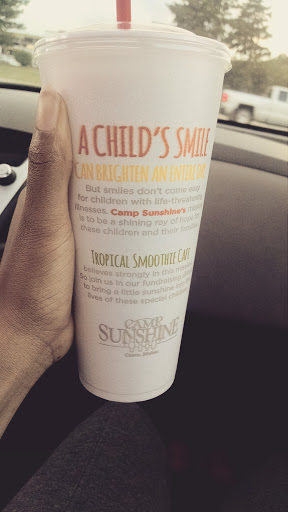 A CHILD'S SMILE
CAN BRIGHTEN AN ENTIRE DAY
But smiles don't come easy
for children with life-threatening
illnesses. Camp Sunshine's
is to be a shining ray of hope
these children and their families
TROPICAL SMOOTHIE CAFE
believes strongly in this
So join us in our fundraising
to bring a little sunshine
lives of these special
CAMP
SUNSHINE